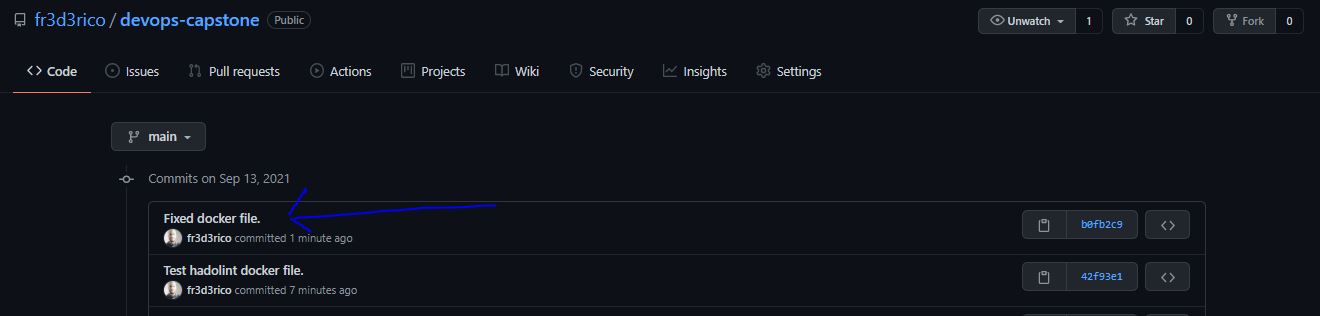 fr3d3rico / devops-capstone Public
Unwatch 1 Star 0 Fork 0
Code Issues Pull requests Actions Projects Wiki Security Insights Settings
main
Commits on Sep 13, 2021
Fixed docker file.
fr3d3rico committed 1 minute ago
b0fb2c9
Test hadolint docker file.
fr3d3rico committed 7 minutes ago
42f93e1